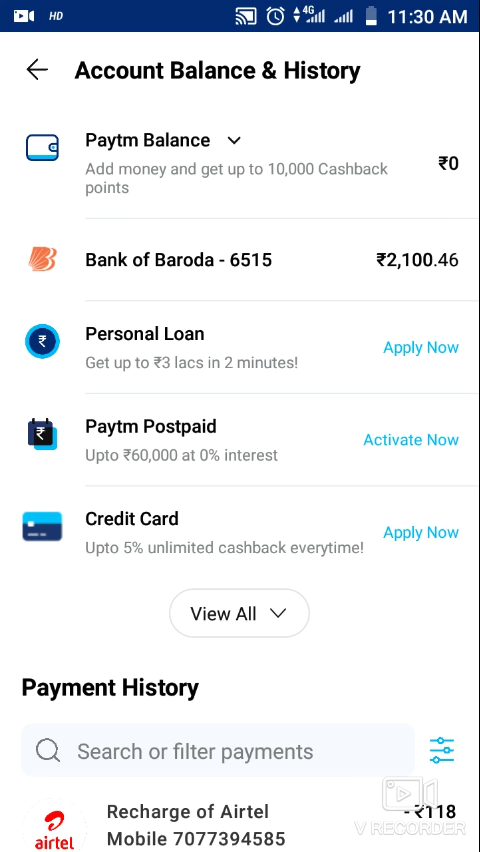 HD 4G 11:30 AM
Account Balance & History
Paytm Balance
Add money and get up to 10,000 Cashback
points
₹0
Bank of Baroda - 6515 ₹2,100.46
Personal Loan
Get up to ₹3 lacs in 2 minutes!
Apply Now
Paytm Postpaid
Upto ₹60,000 at 0% interest
Activate Now
Credit Card
Upto 5% unlimited cashback everytime!
Apply Now
View All
Payment History
Search or filter payments
Recharge of Airtel - ₹118
Mobile 7077394585
airtel
V RECORDER